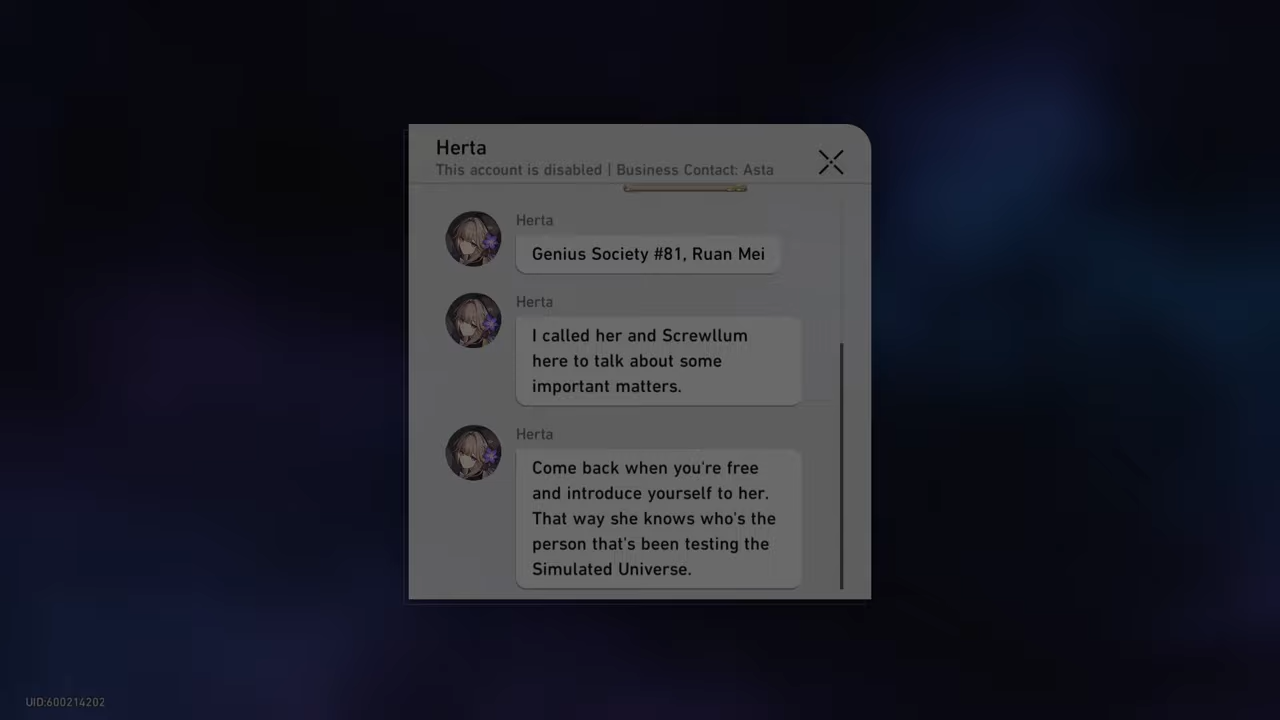 Herta
This account is disabled | Business Contact: Asta
Herta
Genius Society #81, Ruan Mei
Herta
I called her and Screwllum
here to talk about some
important matters.
Herta
Come back when you're free
and introduce yourself to her.
That way she knows who's the
person that's been testing the
Simulated Universe.
UID:600214202